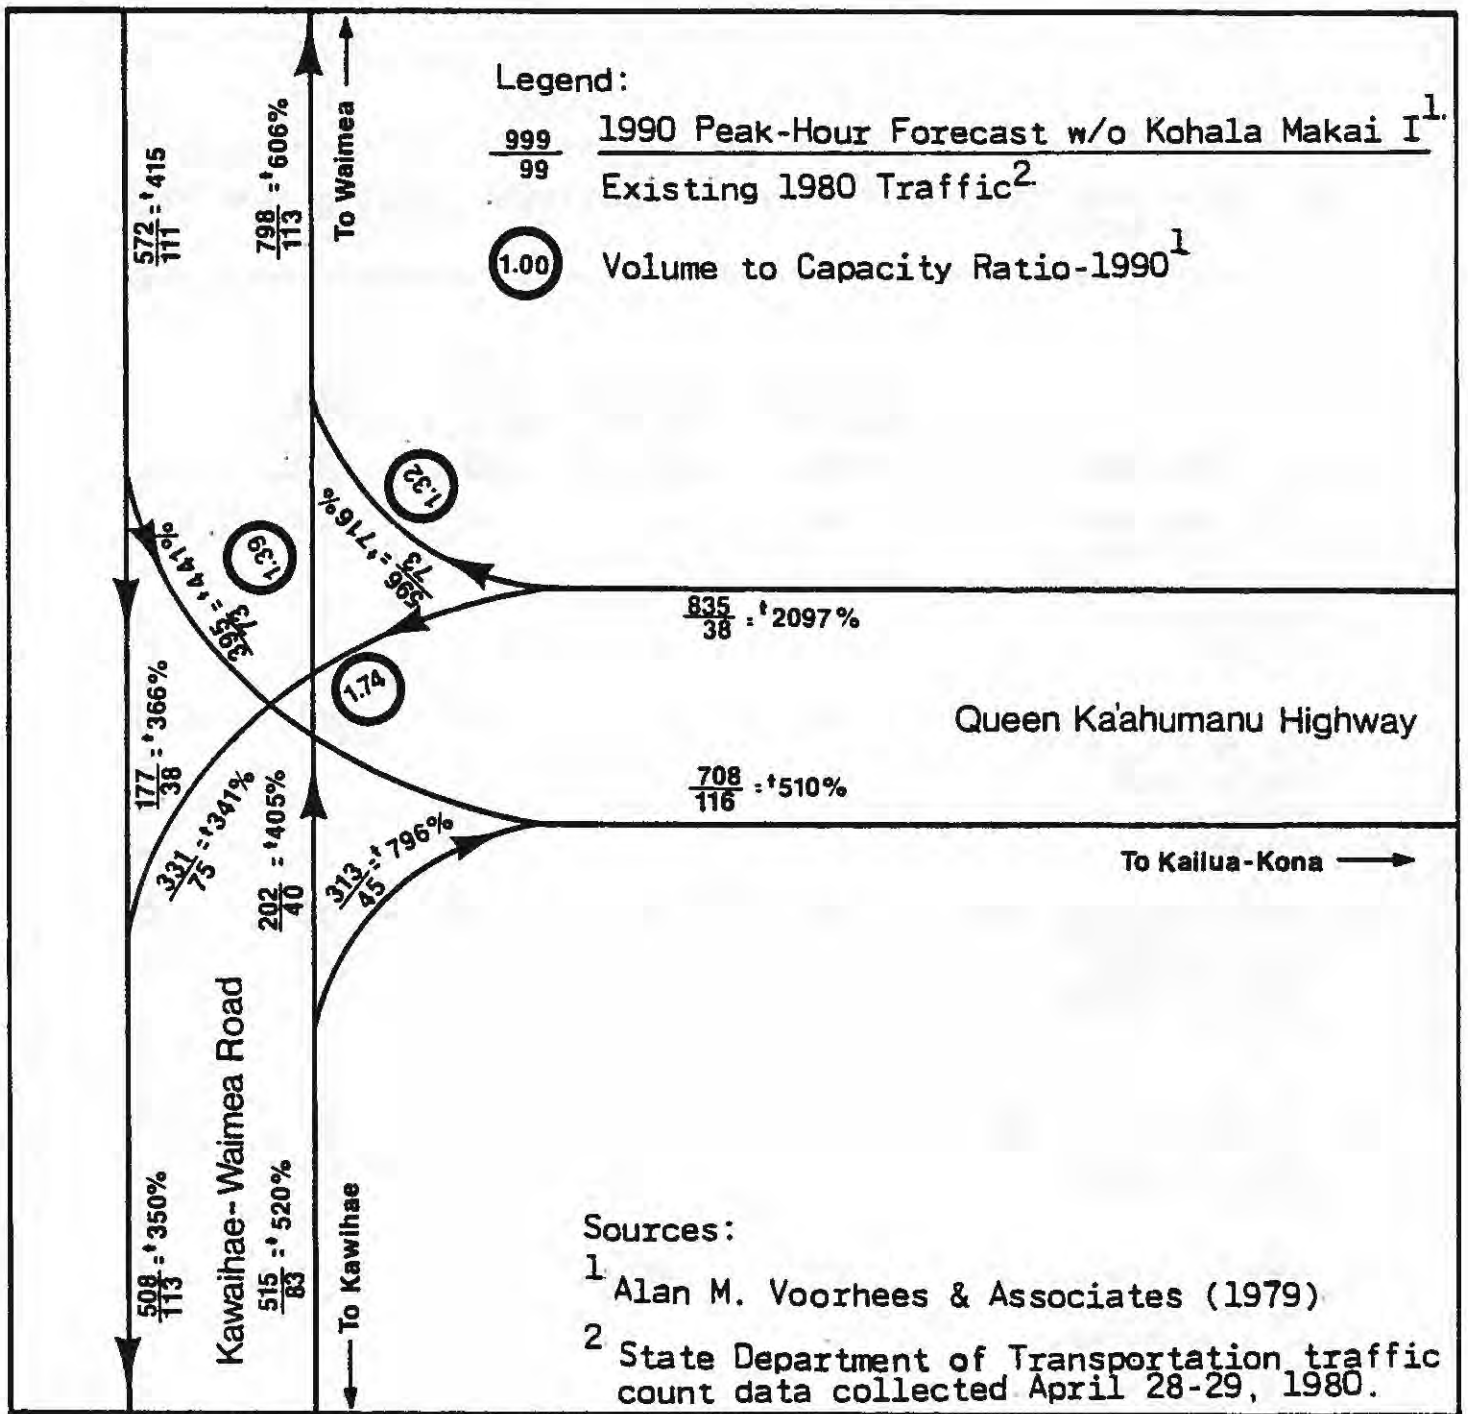 To Waimea
Legend:
999
99
1990 Peak-Hour Forecast w/o Kohala Makai I 1.
Existing 1980 Traffic 2.
1.00 Volume to Capacity Ratio-1990 1
572
111 = +415
798
113 = +606%
1.32
1.39
395
73 = +441%
596
73 = +716%
835
38 = +2097%
1.74
Queen Ka'ahumanu Highway
177
38 = +366%
331
75 = +341%
202
40 = +405%
313
45 = +796%
708
116 = +510%
To Kailua-Kona
Kawaihae-Waimea Road
508
113 = +350%
515
83 = +520%
To Kawihae
Sources:
1 Alan M. Voorhees & Associates (1979)
2 State Department of Transportation traffic
count data collected April 28-29, 1980.